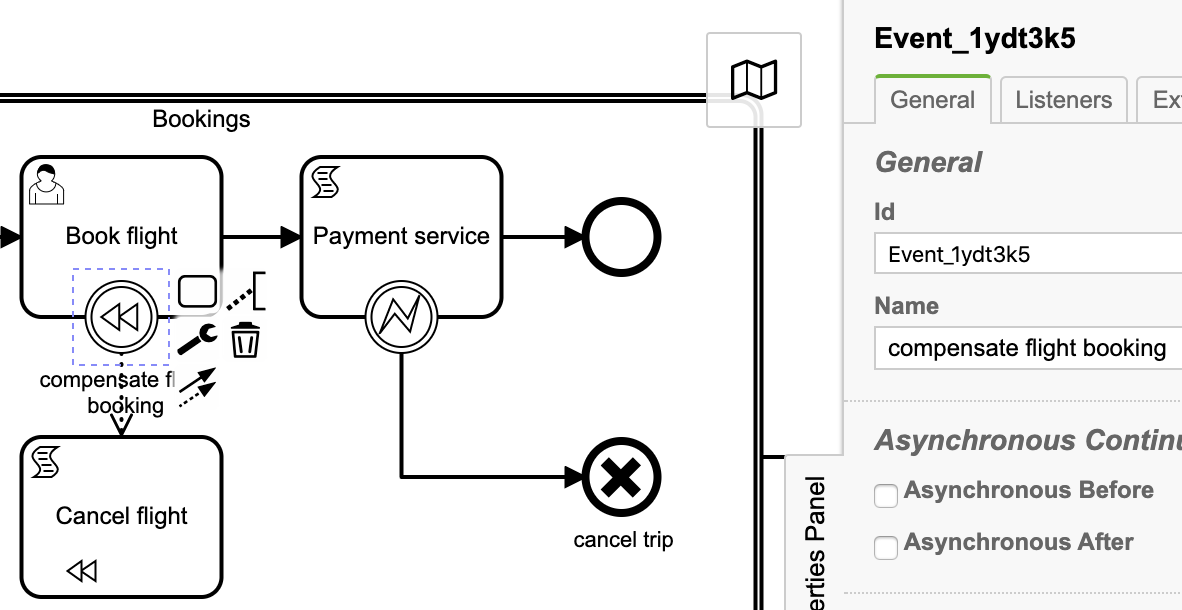 Bookings
Book flight
Payment service
compensate fl
booking
Cancel flight
cancel trip
erties Panel
Event_1ydt3k5
General
Listeners
Ext
General
Id
Event_1ydt3k5
Name
compensate flight booking
Asynchronous Continu
Asynchronous Before
Asynchronous After